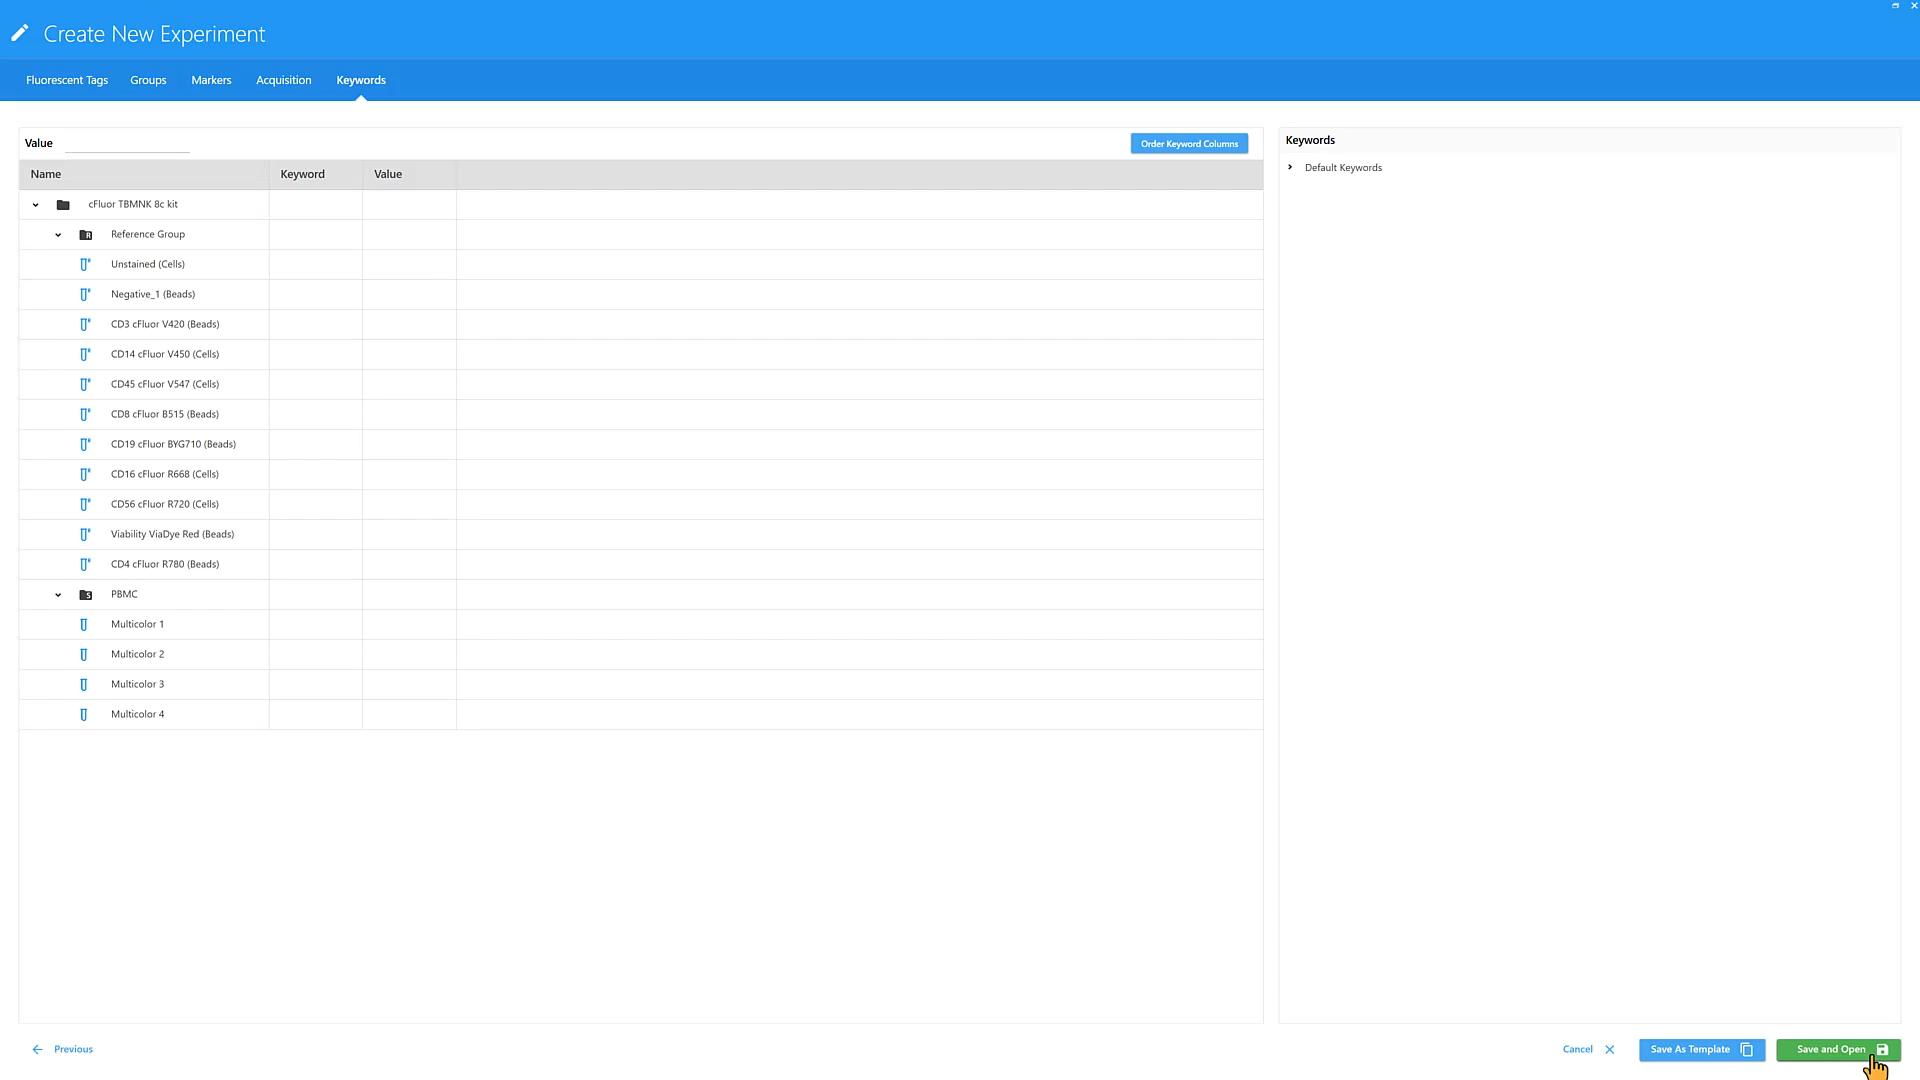 Create New Experiment
Fluorescent Tags Groups Markers Acquisition Keywords
Value
Order Keyword Columns
Name Keyword Value
cFluor TBMNK 8c kit
Reference Group
Unstained (Cells)
Negative_1 (Beads)
CD3 cFluor V420 (Beads)
CD14 cFluor V450 (Cells)
CD45 cFluor V547 (Cells)
CD8 cFluor B515 (Beads)
CD19 cFluor BYG710 (Beads)
CD16 cFluor R668 (Cells)
CD56 cFluor R720 (Cells)
Viability ViaDye Red (Beads)
CD4 cFluor R780 (Beads)
PBMC
Multicolor 1
Multicolor 2
Multicolor 3
Multicolor 4
Keywords
Default Keywords
Previous
Cancel
Save As Template
Save and Open